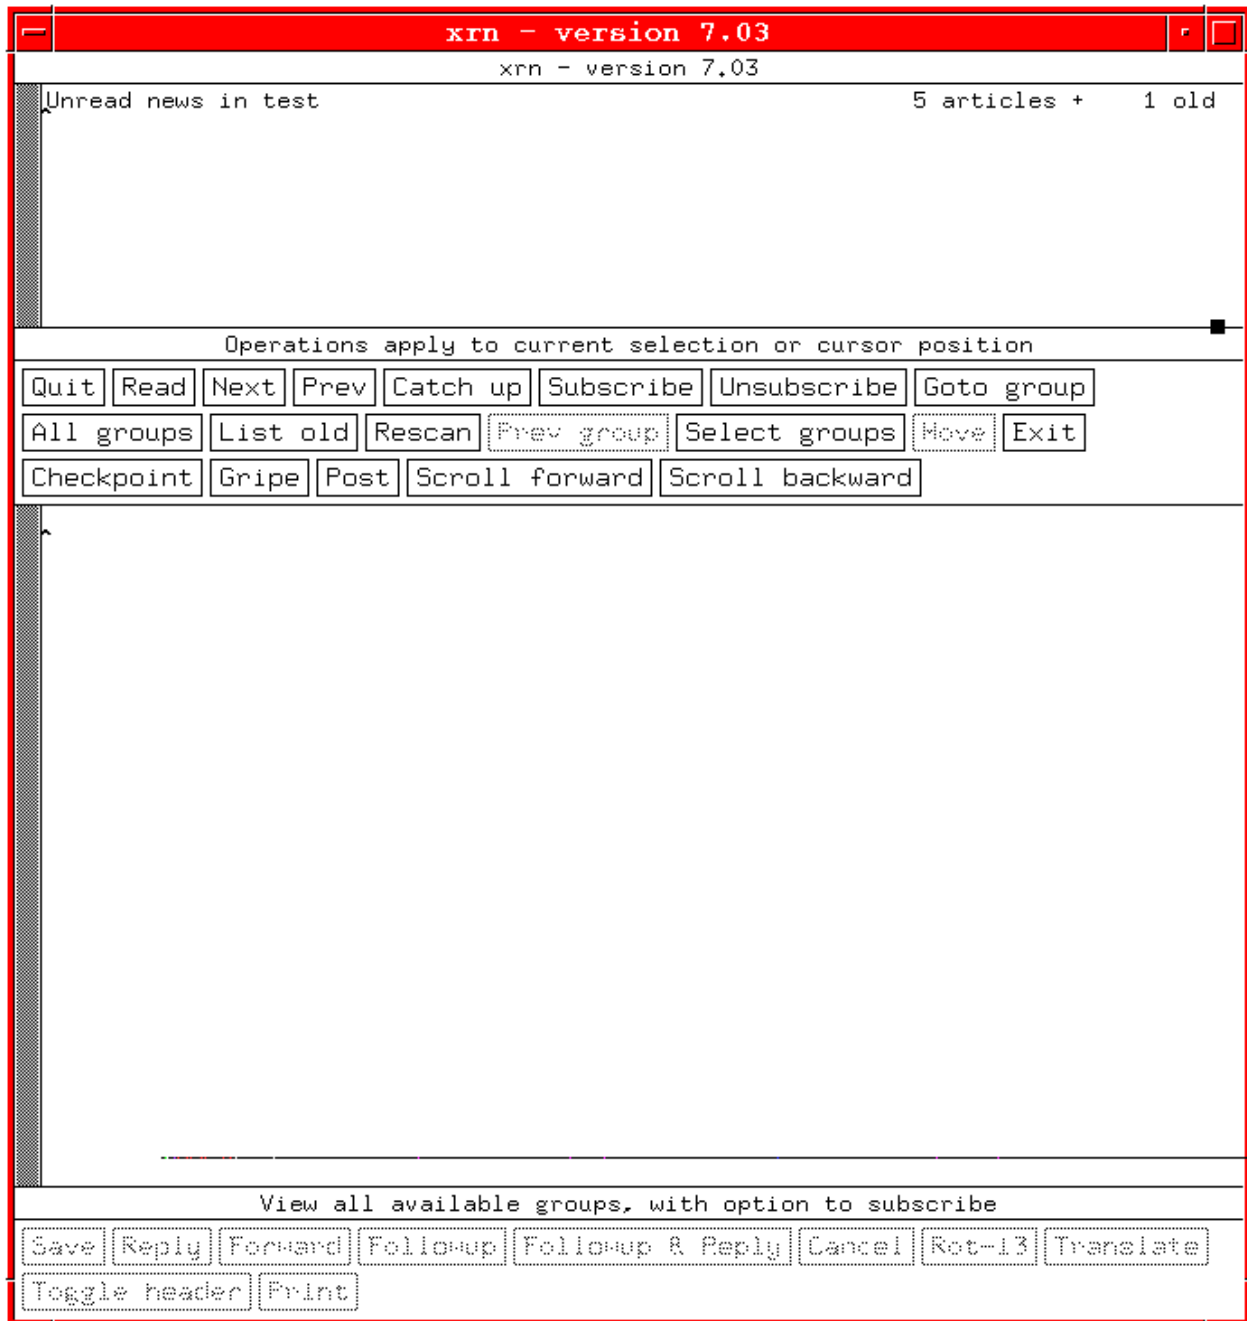 xrn - version 7.03
xrn - version 7.03
Unread news in test 5 articles + 1 old
Operations apply to current selection or cursor position
Quit Read Next Prev Catch up Subscribe Unsubscribe Goto group
All groups List old Rescan Prev group Select groups Move Exit
Checkpoint Gripe Post Scroll forward Scroll backward
View all available groups, with option to subscribe
Save Reply Forward Followup Followup & Reply Cancel Rot-13 Translate
Toggle header Print